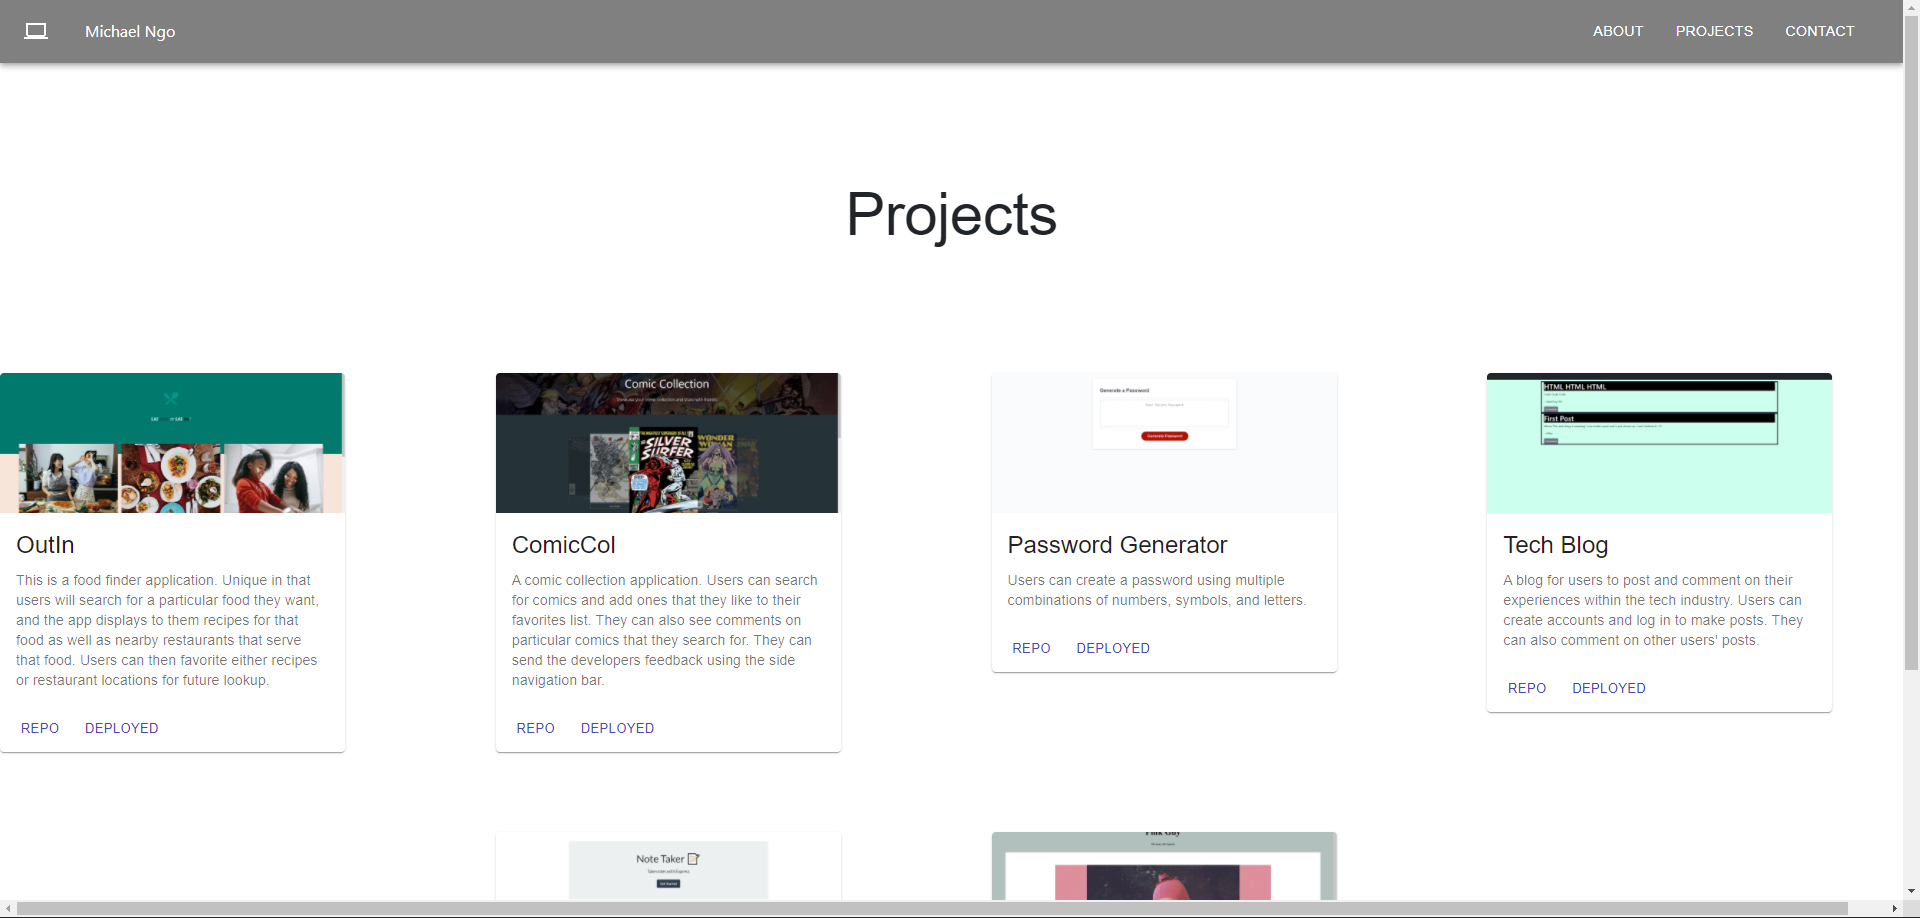 Michael Ngo
ABOUT PROJECTS CONTACT
Projects
Comic Collection
SILVER
SURFER
WONDER
WOMAN
Generate a Password
Your Secure Password
Generate Password
HTML HTML HTML
First Post
OutIn
This is a food finder application. Unique in that
users will search for a particular food they want,
and the app displays to them recipes for that
food as well as nearby restaurants that serve
that food. Users can then favorite either recipes
or restaurant locations for future lookup.
REPO DEPLOYED
ComicCol
A comic collection application. Users can search
for comics and add ones that they like to their
favorites list. They can also see comments on
particular comics that they search for. They can
send the developers feedback using the side
navigation bar.
REPO DEPLOYED
Password Generator
Users can create a password using multiple
combinations of numbers, symbols, and letters.
REPO DEPLOYED
Tech Blog
A blog for users to post and comment on their
experiences within the tech industry. Users can
create accounts and log in to make posts. They
can also comment on other users' posts.
REPO DEPLOYED
Note Taker
Get Started
Pink Guy